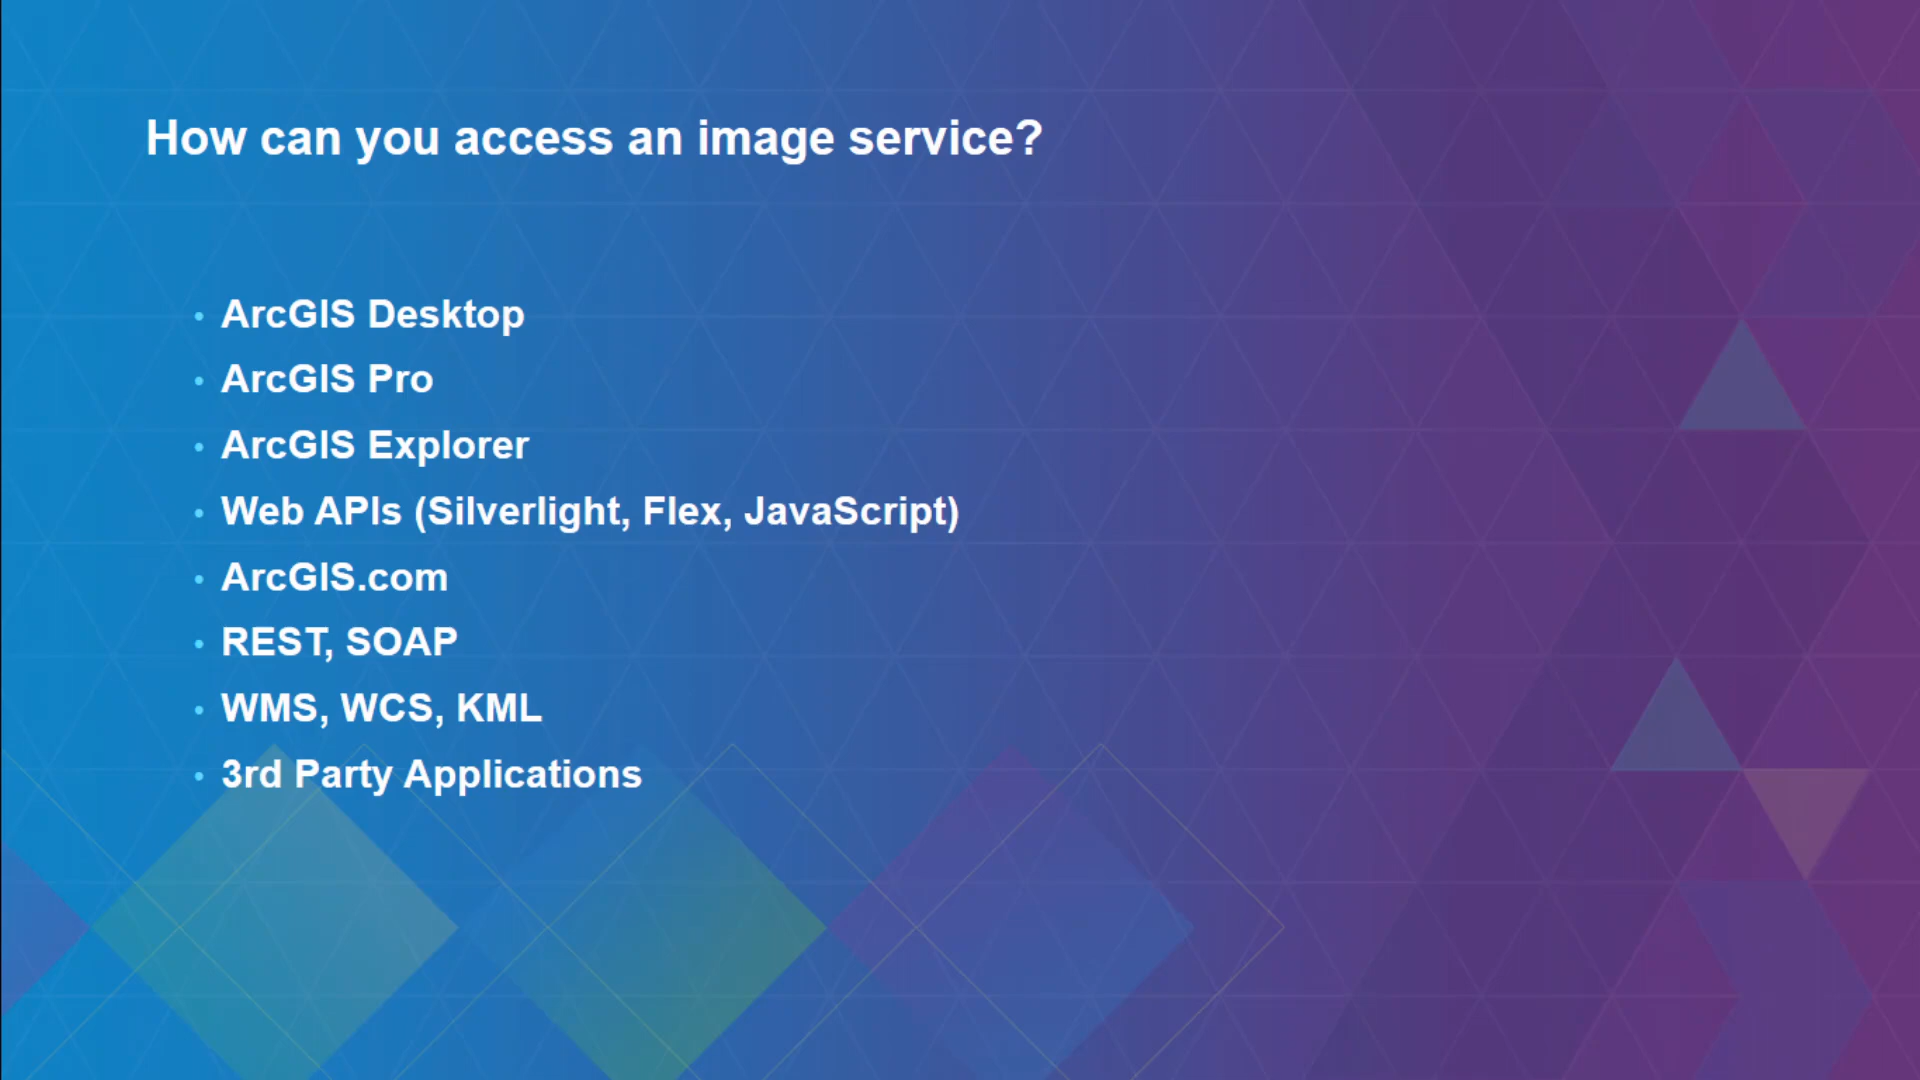 How can you access an image service?
• ArcGIS Desktop
• ArcGIS Pro
• ArcGIS Explorer
• Web APIs (Silverlight, Flex, JavaScript)
• ArcGIS.com
• REST, SOAP
• WMS, WCS, KML
• 3rd Party Applications